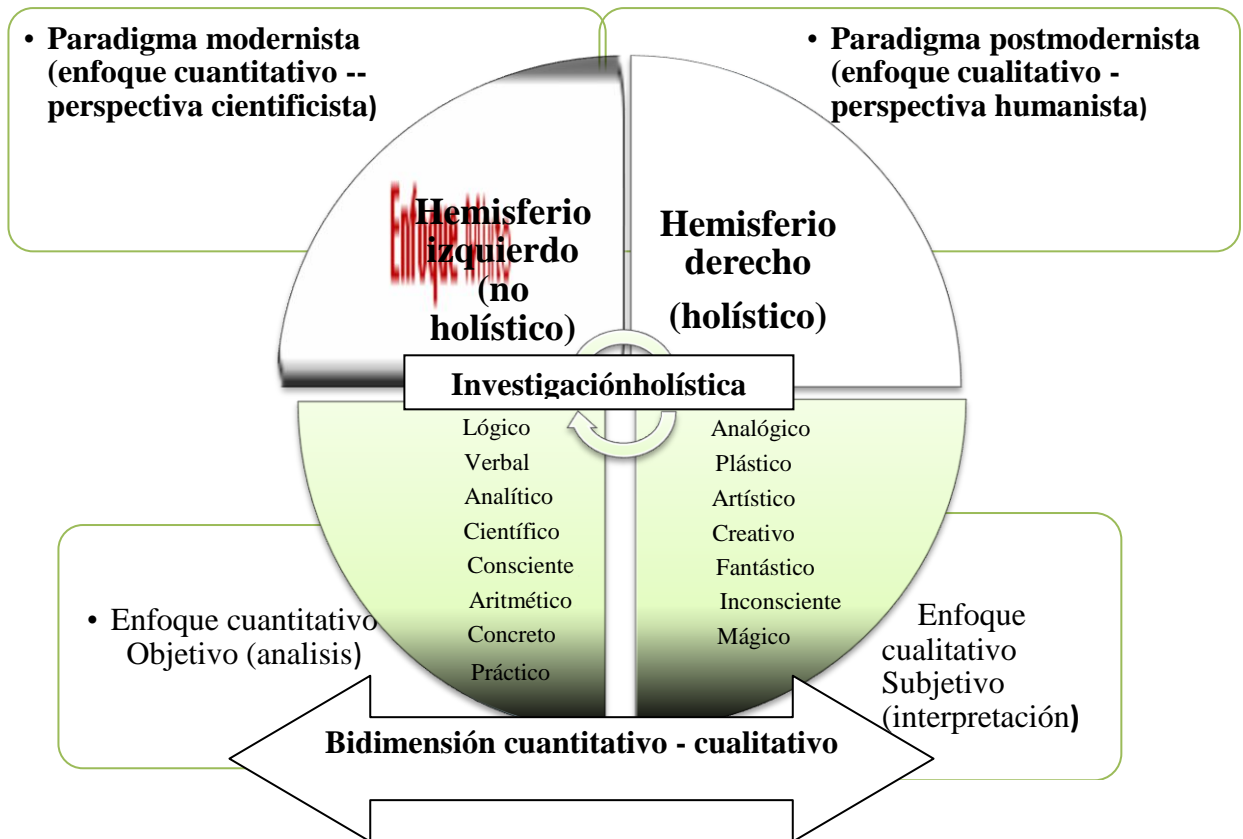 • Paradigma modernista
(enfoque cuantitativo --
perspectiva cientificista)
• Paradigma postmodernista
(enfoque cualitativo -
perspectiva humanista)
Enfoque Mixto
Hemisferio
izquierdo
(no
holístico)
Hemisferio
derecho
(holístico)
Investigaciónholística
Lógico
Verbal
Analítico
Científico
Consciente
Aritmético
Concreto
Práctico
Analógico
Plástico
Artístico
Creativo
Fantástico
Inconsciente
Mágico
• Enfoque cuantitativo
Objetivo (analisis)
Enfoque
cualitativo
Subjetivo
(interpretación)
Bidimensión cuantitativo - cualitativo